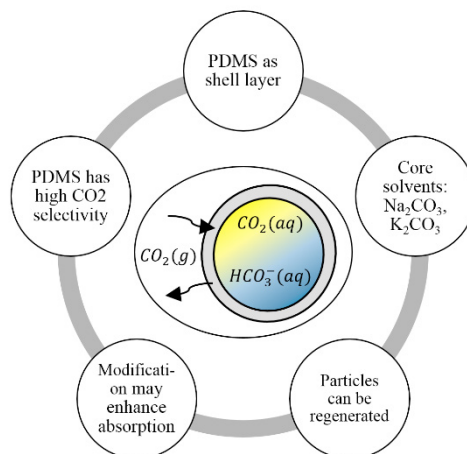 PDMS as
shell layer
PDMS has
high CO2
selectivity
Core
solvents:
Na₂CO₃,
K₂CO₃
CO₂(aq)
CO₂(g)
HCO₃⁻(aq)
Modificati-
on may
enhance
absorption
Particles
can be
regenerated